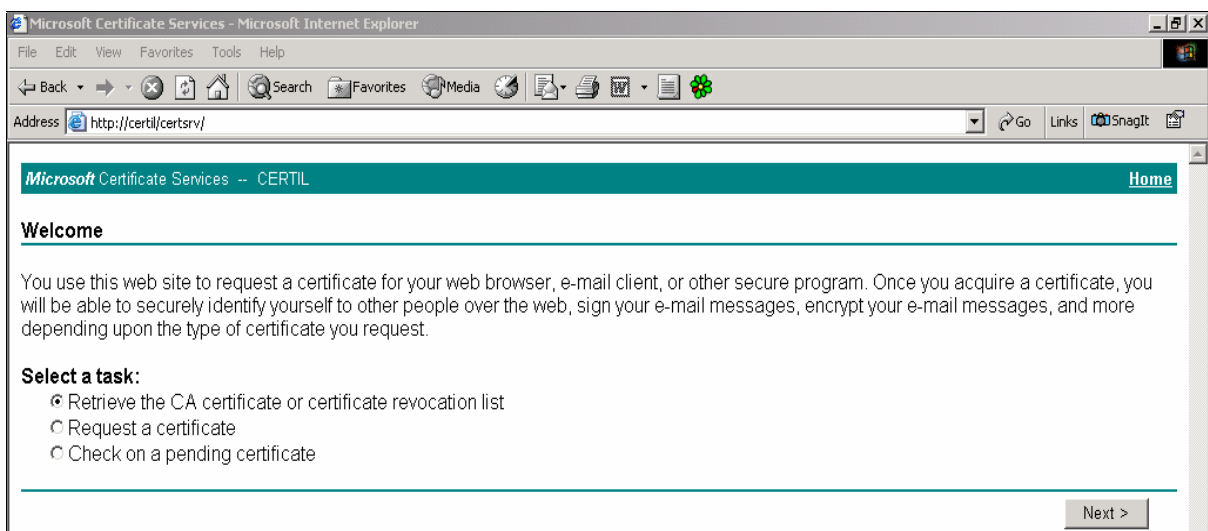 Microsoft Certificate Services - Microsoft Internet Explorer
File Edit View Favorites Tools Help
Back Search Favorites Media
Address http://certil/certsrv/ Go Links SnagIt
Microsoft Certificate Services -- CERTIL Home
Welcome
You use this web site to request a certificate for your web browser, e-mail client, or other secure program. Once you acquire a certificate, you
will be able to securely identify yourself to other people over the web, sign your e-mail messages, encrypt your e-mail messages, and more
depending upon the type of certificate you request.
Select a task:
Retrieve the CA certificate or certificate revocation list
Request a certificate
Check on a pending certificate
Next >